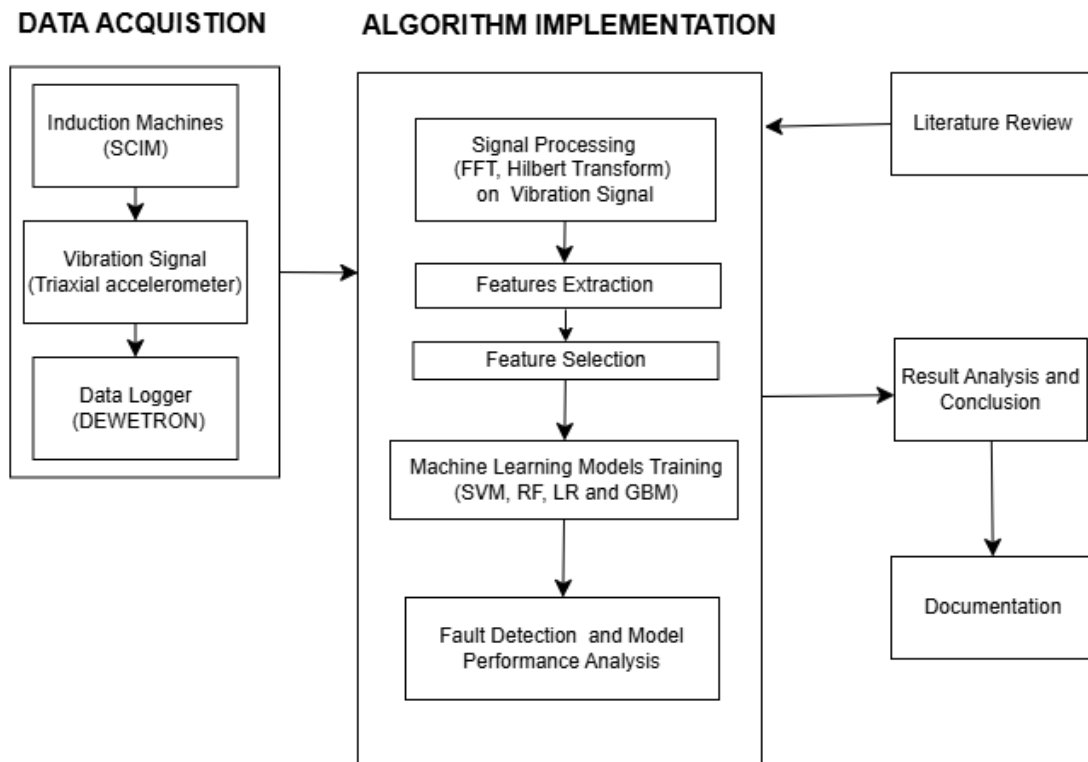 DATA ACQUISTION
Induction Machines
(SCIM)
Vibration Signal
(Triaxial accelerometer)
Data Logger
(DEWETRON)
ALGORITHM IMPLEMENTATION
Signal Processing
(FFT, Hilbert Transform)
on Vibration Signal
Features Extraction
Feature Selection
Machine Learning Models Training
(SVM, RF, LR and GBM)
Fault Detection and Model
Performance Analysis
Literature Review
Result Analysis and
Conclusion
Documentation